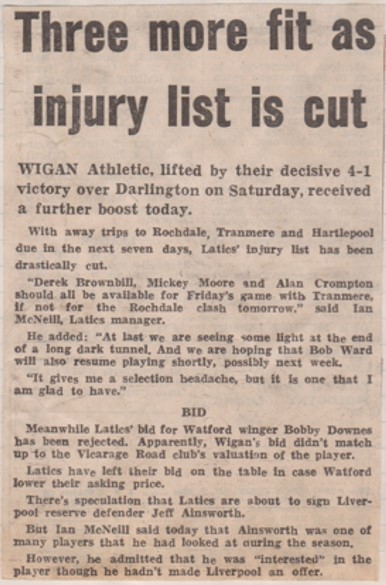 Three more fit as
injury list is cut
WIGAN Athletic, lifted by their decisive 4-1
victory over Darlington on Saturday, received
a further boost today.
With away trips to Rochdale, Tranmere and Hartlepool
due in the next seven days, Latics' injury list has been
drastically cut.
"Derek Brownbill, Mickey Moore and Alan Crompton
should all be available for Friday's game with Tranmere,
if not for the Rochdale clash tomorrow," said Ian
McNeill, Latics manager.
He added: "At last we are seeing some light at the end
of a long dark tunnel. And we are hoping that Bob Ward
will also resume playing shortly, possibly next week.
"It gives me a selection headache, but it is one that I
am glad to have."
BID
Meanwhile Latics' bid for Watford winger Bobby Downes
has been rejected. Apparently, Wigan's bid didn't match
up to the Vicarage Road club's valuation of the player.
Latics have left their bid on the table in case Watford
lower their asking price.
There's speculation that Latics are about to sign Liver-
pool reserve defender Jeff Ainsworth.
But Ian McNeill said today that Ainsworth was one of
many players that he had looked at during the season.
However, he admitted that he was "interested" in the
player though he hadn't made Liverpool an offer.